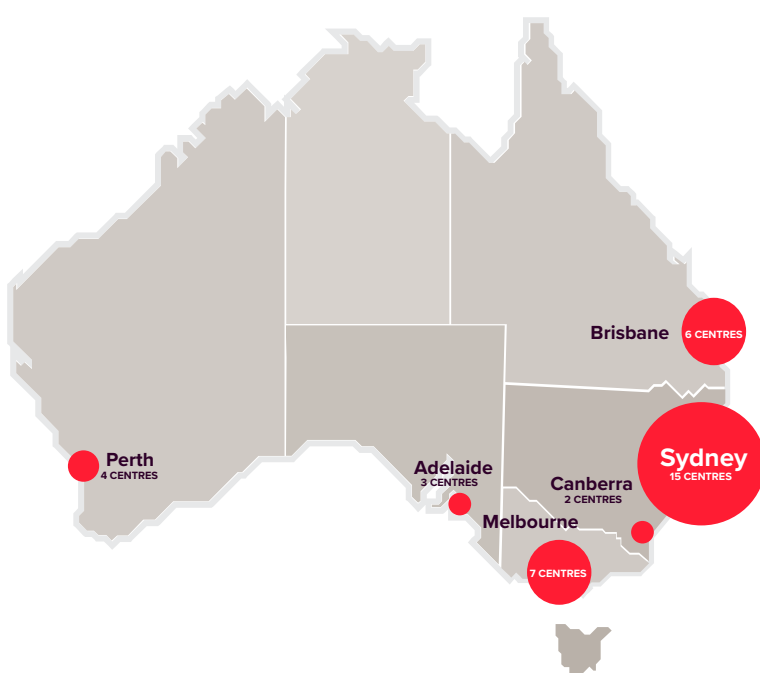 Brisbane
6 CENTRES
Sydney
15 CENTRES
Perth
4 CENTRES
Adelaide
3 CENTRES
Canberra
2 CENTRES
Melbourne
7 CENTRES